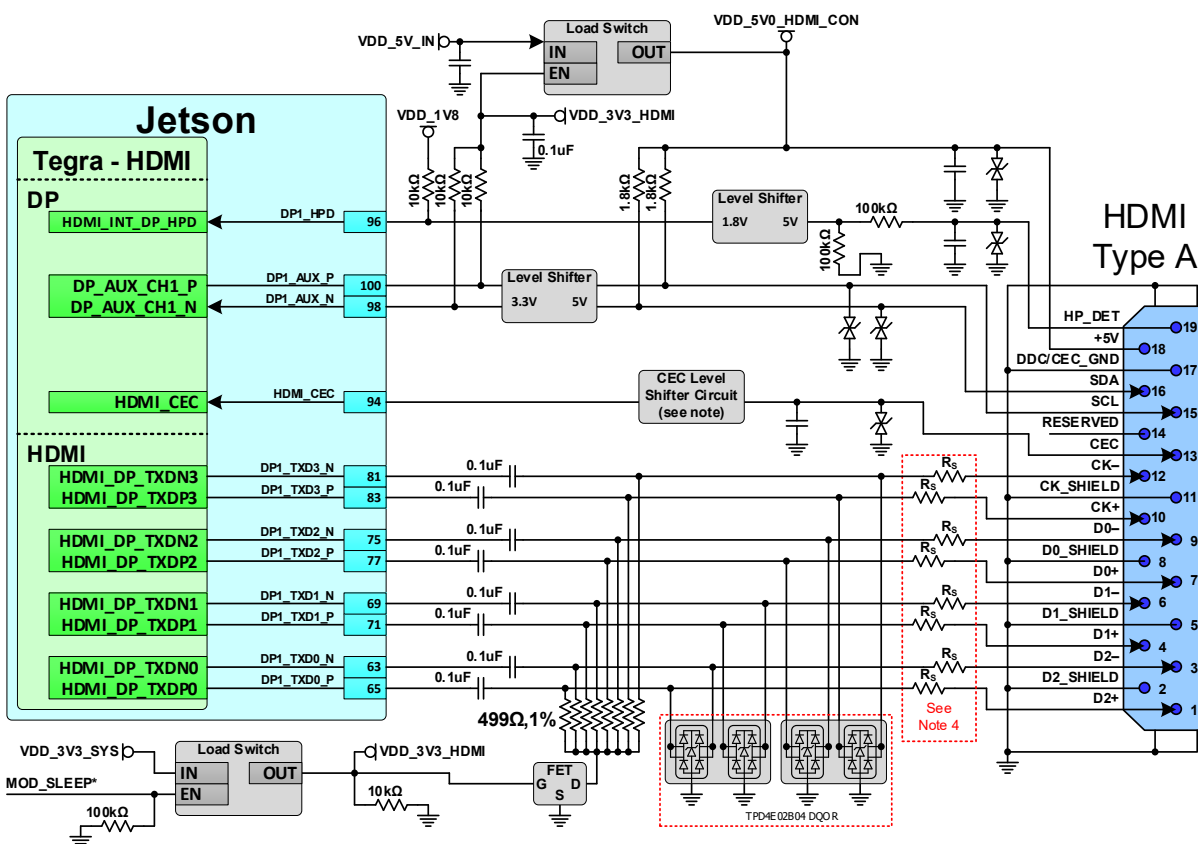 Load Switch
VDD_5V_IN
IN
OUT
EN
VDD_5V0_HDMI_CON
VDD_1V8
VDD_3V3_HDMI
0.1uF
10kΩ
10kΩ
10kΩ
1.8kΩ
1.8kΩ
Jetson
Tegra - HDMI
DP
HDMI_INT_DP_HPD
DP1_HPD
96
Level Shifter
1.8V
5V
100kΩ
100kΩ
HDMI
Type A
DP_AUX_CH1_P
DP1_AUX_P
100
DP_AUX_CH1_N
DP1_AUX_N
98
Level Shifter
3.3V
5V
HDMI_CEC
HDMI_CEC
94
CEC Level
Shifter Circuit
(see note)
HP_DET
19
+5V
18
DDC/CEC_GND
17
SDA
16
SCL
15
RESERVED
14
CEC
13
CK–
12
CK_SHIELD
11
CK+
10
D0–
9
D0_SHIELD
8
D0+
7
D1–
6
D1_SHIELD
5
D1+
4
D2–
3
D2_SHIELD
2
D2+
1
HDMI
HDMI_DP_TXDN3
DP1_TXD3_N
81
0.1uF
RS
HDMI_DP_TXDP3
DP1_TXD3_P
83
0.1uF
RS
HDMI_DP_TXDN2
DP1_TXD2_N
75
0.1uF
RS
HDMI_DP_TXDP2
DP1_TXD2_P
77
0.1uF
RS
HDMI_DP_TXDN1
DP1_TXD1_N
69
0.1uF
RS
HDMI_DP_TXDP1
DP1_TXD1_P
71
0.1uF
RS
HDMI_DP_TXDN0
DP1_TXD0_N
63
0.1uF
RS
HDMI_DP_TXDP0
DP1_TXD0_P
65
0.1uF
RS
See
Note 4
499Ω,1%
VDD_3V3_SYS
Load Switch
IN
OUT
EN
MOD_SLEEP*
100kΩ
VDD_3V3_HDMI
10kΩ
FET
G
D
S
TPD4E02B04 DQOR